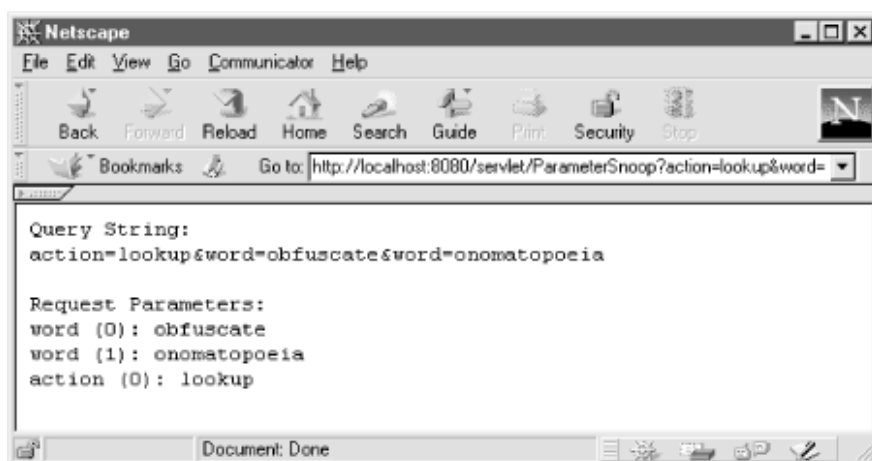 Netscape
File Edit View Go Communicator Help
Back Forward Reload Home Search Guide Print Security Stop
N
Bookmarks Go to: http://localhost:8080/servlet/ParameterSnoop?action=lookup&word=
Query String:
action=lookup&word=obfuscate&word=onomatopoeia
Request Parameters:
word (0): obfuscate
word (1): onomatopoeia
action (0): lookup
Document: Done